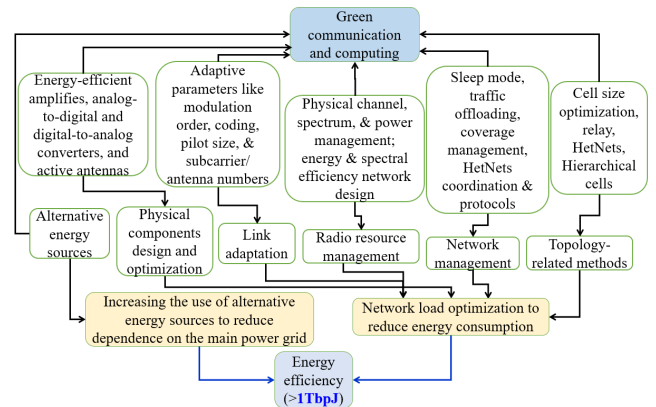 Green
communication
and computing
Energy-efficient
amplifies, analog-
to-digital and
digital-to-analog
converters, and
active antennas
Adaptive
parameters like
modulation
order, coding,
pilot size, &
subcarrier/
antenna numbers
Physical channel,
spectrum, & power
management;
energy & spectral
efficiency network
design
Sleep mode,
traffic
offloading,
coverage
management,
HetNets
coordination &
protocols
Cell size
optimization,
relay,
HetNets,
Hierarchical
cells
Alternative
energy
sources
Physical
components
design and
optimization
Link
adaptation
Radio resource
management
Network
management
Topology-
related methods
Increasing the use of alternative
energy sources to reduce
dependence on the main power grid
Network load optimization to
reduce energy consumption
Energy
efficiency
(>1TbpJ)